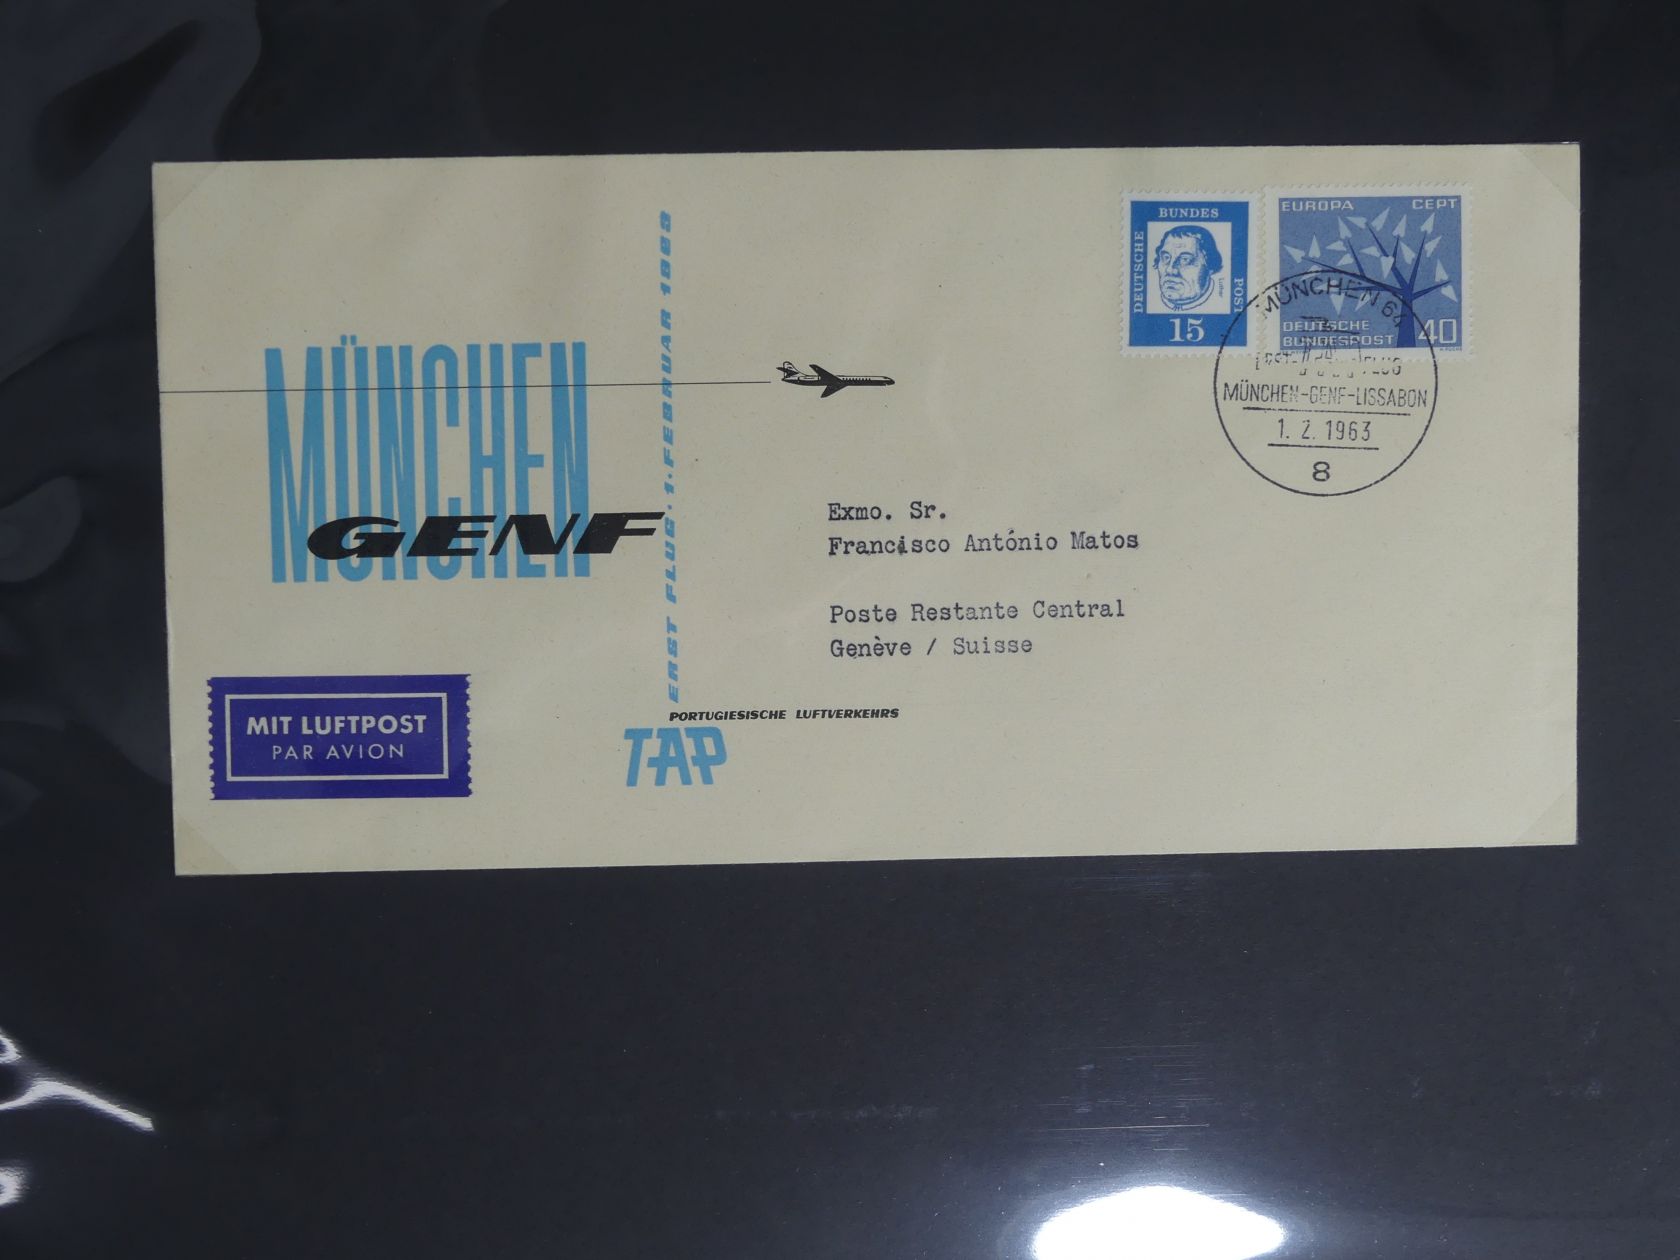 BUNDES
DEUTSCHE
POST
Luther
15
EUROPA CEPT
DEUTSCHE
BUNDESPOST
40
MÜNCHEN 64
FLUG
MÜNCHEN-GENF-LISSABON
1. 2. 1963
8
MÜNCHEN
GENF
ERST FLUG·1·FEBRUAR 1963
Exmo. Sr.
Francisco António Matos
Poste Restante Central
Genève / Suisse
PORTUGIESISCHE LUFTVERKEHRS
TAP
MIT LUFTPOST
PAR AVION